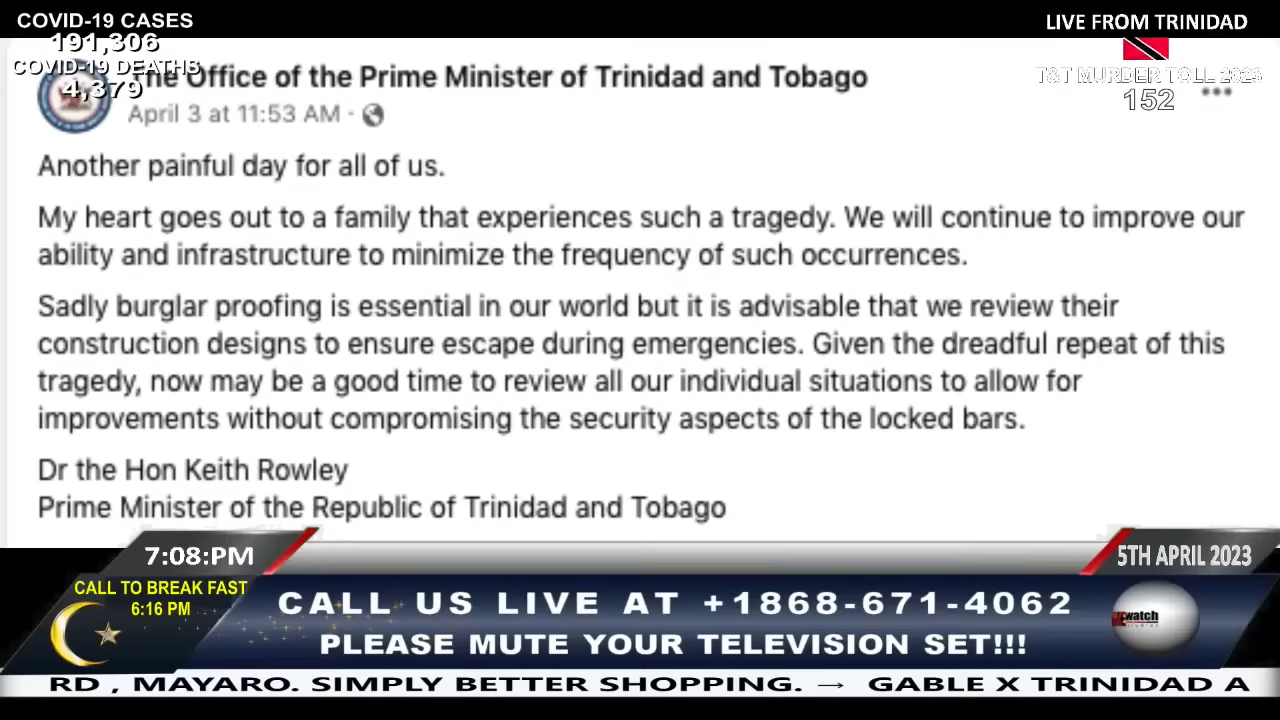 COVID-19 CASES
191,306
COVID-19 DEATHS
4,379
LIVE FROM TRINIDAD
T&T MURDER TOLL 2023
152
The Office of the Prime Minister of Trinidad and Tobago
April 3 at 11:53 AM ·
Another painful day for all of us.
My heart goes out to a family that experiences such a tragedy. We will continue to improve our
ability and infrastructure to minimize the frequency of such occurrences.
Sadly burglar proofing is essential in our world but it is advisable that we review their
construction designs to ensure escape during emergencies. Given the dreadful repeat of this
tragedy, now may be a good time to review all our individual situations to allow for
improvements without compromising the security aspects of the locked bars.
Dr the Hon Keith Rowley
Prime Minister of the Republic of Trinidad and Tobago
7:08:PM
5TH APRIL 2023
CALL TO BREAK FAST
6:16 PM
CALL US LIVE AT +1868-671-4062
PLEASE MUTE YOUR TELEVISION SET!!!
MEwatch
STUDIOS
RD , MAYARO. SIMPLY BETTER SHOPPING. → GABLE X TRINIDAD A